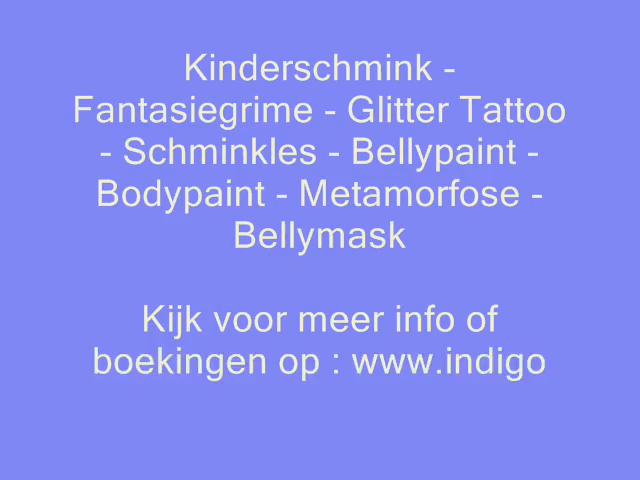 Kinderschmink -
Fantasiegrime - Glitter Tattoo
- Schminkles - Bellypaint -
Bodypaint - Metamorfose -
Bellymask
Kijk voor meer info of
boekingen op : www.indigo